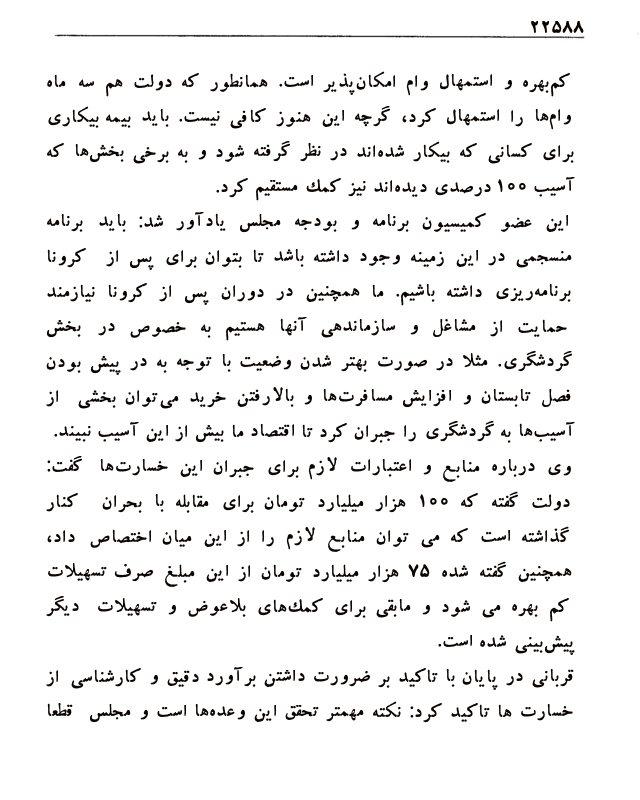 ۲۲۵۸۸
کم‌بهره و استمهال وام امکان‌پذیر است. همانطور که دولت هم سه ماه
وام‌ها را استمهال کرد، گرچه این هنوز کافی نیست. باید بیمه بیکاری
برای کسانی که بیکار شده‌اند در نظر گرفته شود و به برخی بخش‌ها که
آسیب ۱۰۰ درصدی دیده‌اند نیز کمك مستقیم کرد.
این عضو کمیسیون برنامه و بودجه مجلس یادآور شد: باید برنامه
منسجمی در این زمینه وجود داشته باشد تا بتوان برای پس از کرونا
برنامه‌ریزی داشته باشیم. ما همچنین در دوران پس از کرونا نیازمند
حمایت از مشاغل و سازماندهی آنها هستیم به خصوص در بخش
گردشگری. مثلا در صورت بهتر شدن وضعیت با توجه به در پیش بودن
فصل تابستان و افزایش مسافرت‌ها و بالارفتن خرید می‌توان بخشی از
آسیب‌ها به گردشگری را جبران کرد تا اقتصاد ما بیش از این آسیب نبیند.
وی درباره منابع و اعتبارات لازم برای جبران این خسارت‌ها گفت:
دولت گفته که ۱۰۰ هزار میلیارد تومان برای مقابله با بحران کنار
گذاشته است که می توان منابع لازم را از این میان اختصاص داد،
همچنین گفته شده ۷۵ هزار میلیارد تومان از این مبلغ صرف تسهیلات
کم بهره می شود و مابقی برای کمك‌های بلاعوض و تسهیلات دیگر
پیش‌بینی شده است.
قربانی در پایان با تاکید بر ضرورت داشتن برآورد دقیق و کارشناسی از
خسارت ها تاکید کرد: نکته مهمتر تحقق این وعده‌ها است و مجلس قطعا